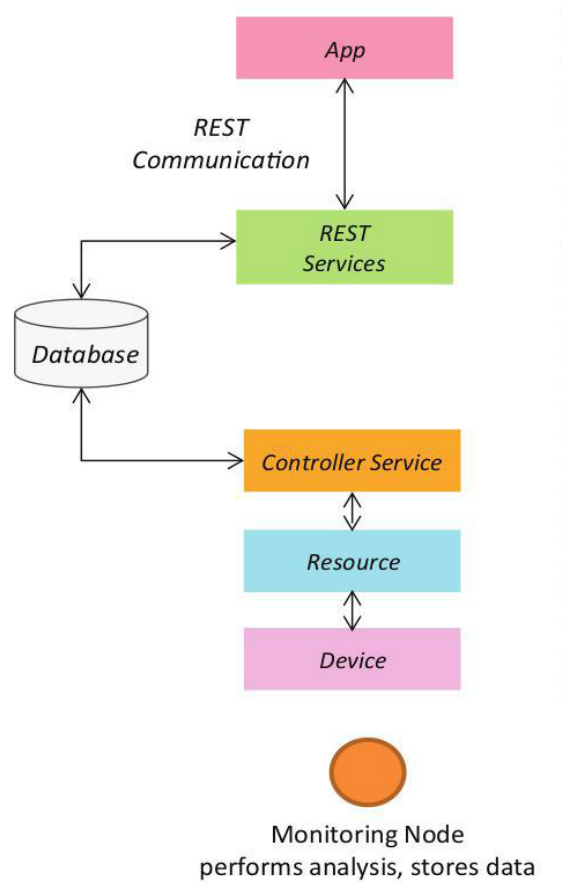 App
REST
Communication
REST
Services
Database
Controller Service
Resource
Device
Monitoring Node
performs analysis, stores data